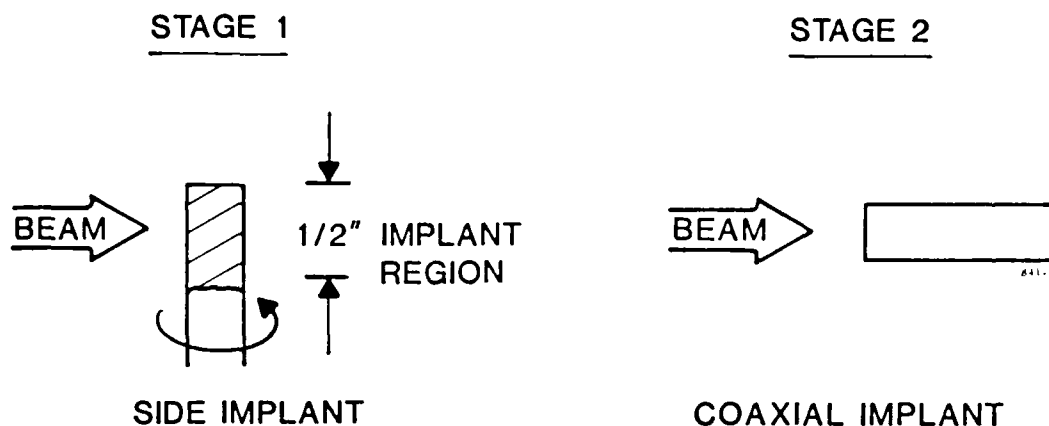 STAGE 1
STAGE 2
BEAM
1/2" IMPLANT
REGION
BEAM
SIDE IMPLANT
COAXIAL IMPLANT